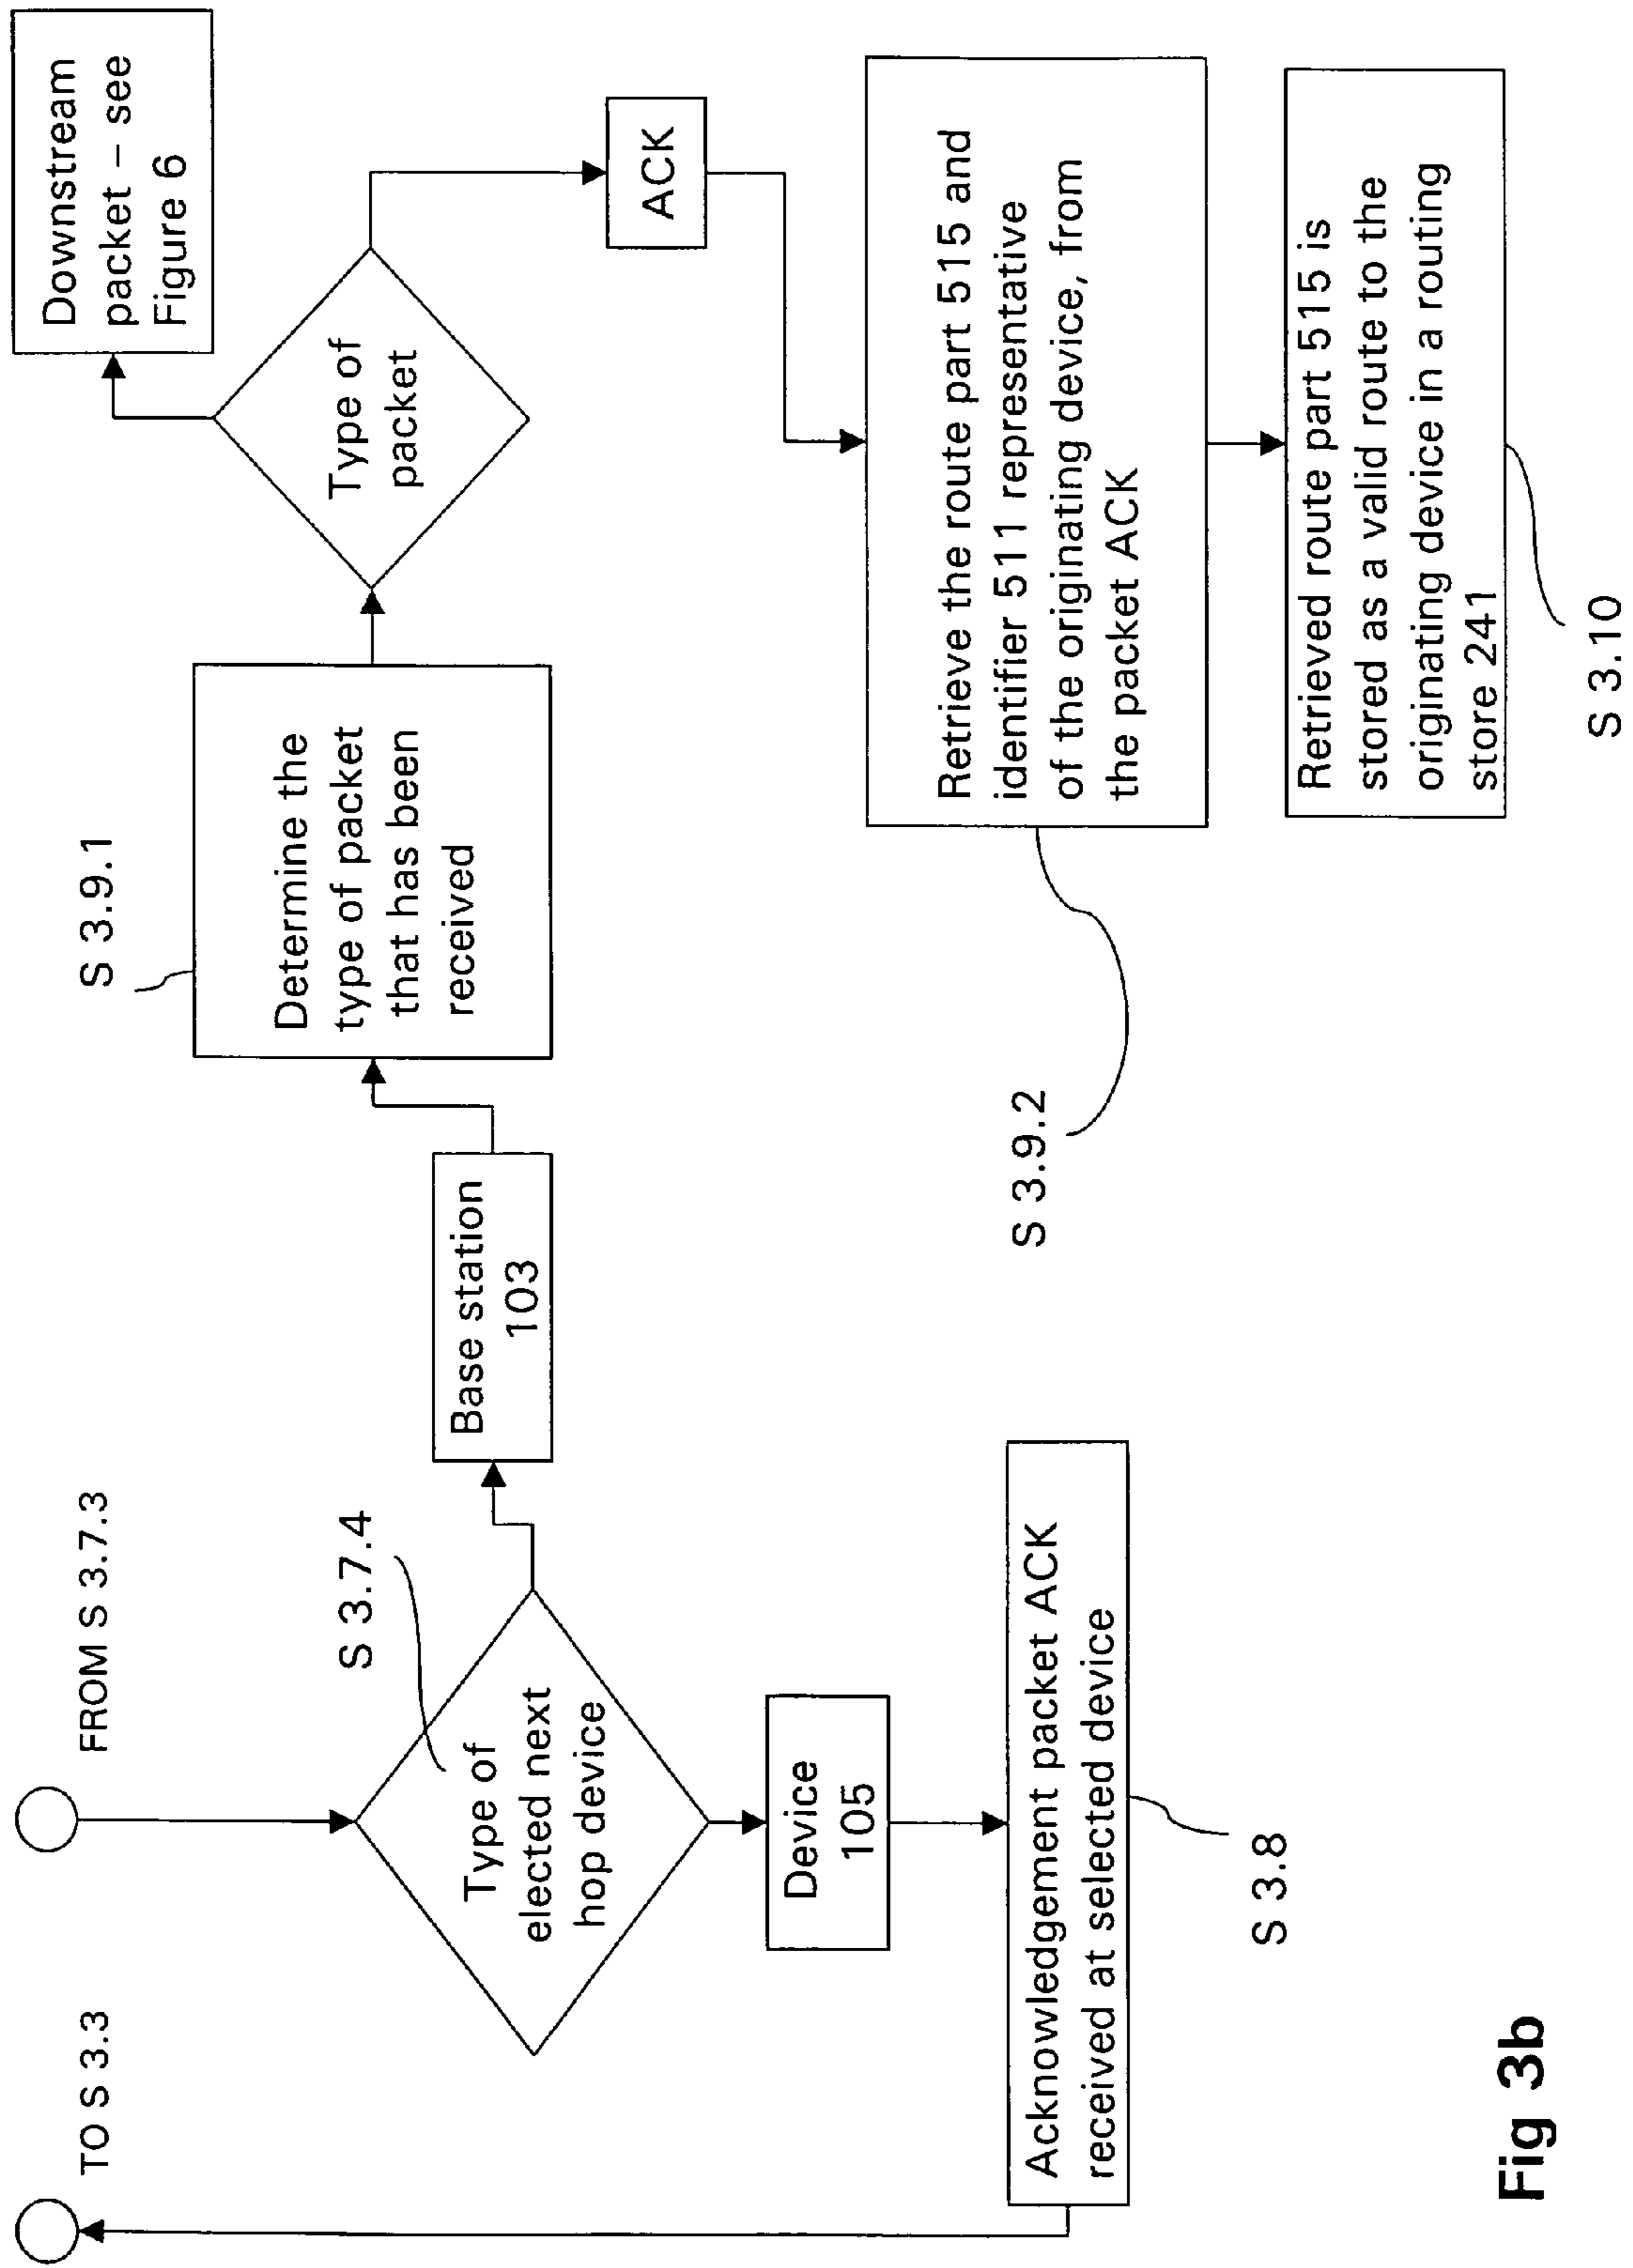 TO S 3.3
FROM S 3.7.3
S 3.7.4
Type of
elected next
hop device
Device
105
Acknowledgement packet ACK
received at selected device
S 3.8
Base station
103
S 3.9.1
Determine the
type of packet
that has been
received
Type of
packet
Downstream
packet – see
Figure 6
ACK
S 3.9.2
Retrieve the route part 515 and
identifier 511 representative
of the originating device, from
the packet ACK
Retrieved route part 515 is
stored as a valid route to the
originating device in a routing
store 241
S 3.10
Fig 3b